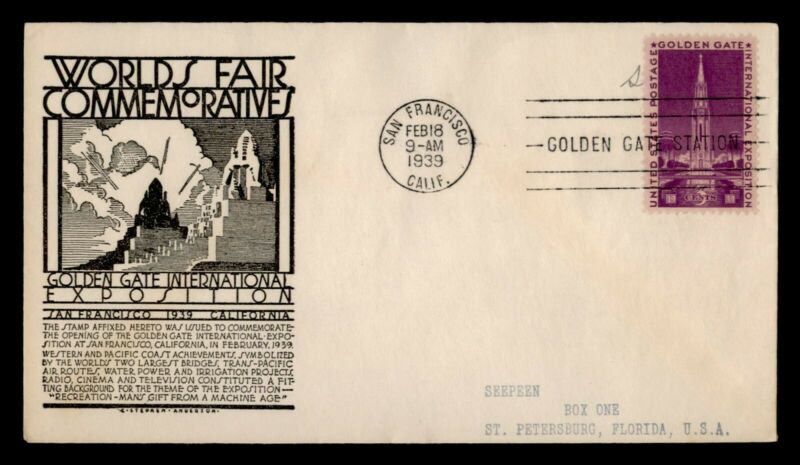 WORLDS FAIR
COMMEMORATIVES
GOLDEN GATE INTERNATIONAL
EXPOSITION
SAN FRANCISCO 1939 CALIFORNIA
THE STAMP AFFIXED HERETO WAS ISSUED TO COMMEMORATE
THE OPENING OF THE GOLDEN GATE INTERNATIONAL EXPO-
SITION AT SAN FRANCISCO, CALIFORNIA, IN FEBRUARY, 1939.
WESTERN AND PACIFIC COAST ACHIEVEMENTS, SYMBOLIZED
BY THE WORLD'S TWO LARGEST BRIDGES, TRANS-PACIFIC
AIR ROUTES, WATER POWER AND IRRIGATION PROJECTS,
RADIO, CINEMA AND TELEVISION CONSTITUTED A FIT-
TING BACKGROUND FOR THE THEME OF THE EXPOSITION—
"RECREATION-MAN'S GIFT FROM A MACHINE AGE"
C. STEPHEN ANDERSON
SAN FRANCISCO
FEB 18
9-AM
1939
CALIF.
GOLDEN GATE STATION
GOLDEN GATE
INTERNATIONAL EXPOSITION
UNITED STATES POSTAGE
3 CENTS 3
SEEPEEN
BOX ONE
ST. PETERSBURG, FLORIDA, U.S.A.